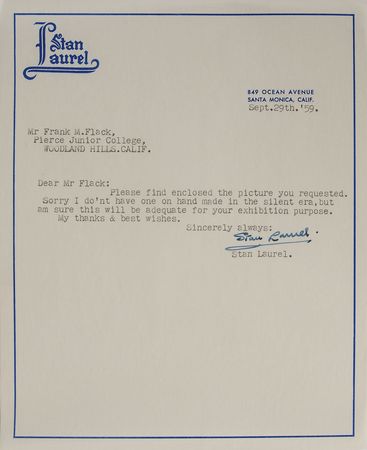 Stan
Laurel
849 OCEAN AVENUE
SANTA MONICA, CALIF.
Sept.29th.'59.
Mr Frank M.Flack,
Pierce Junior College,
WOODLAND HILLS.CALIF.
Dear Mr Flack:
Please find enclosed the picture you requested.
Sorry I do'nt have one on hand made in the silent era,but
am sure this will be adequate for your exhibition purpose.
My thanks & best wishes.
Sincerely always:
Stan Laurel.
Stan Laurel.